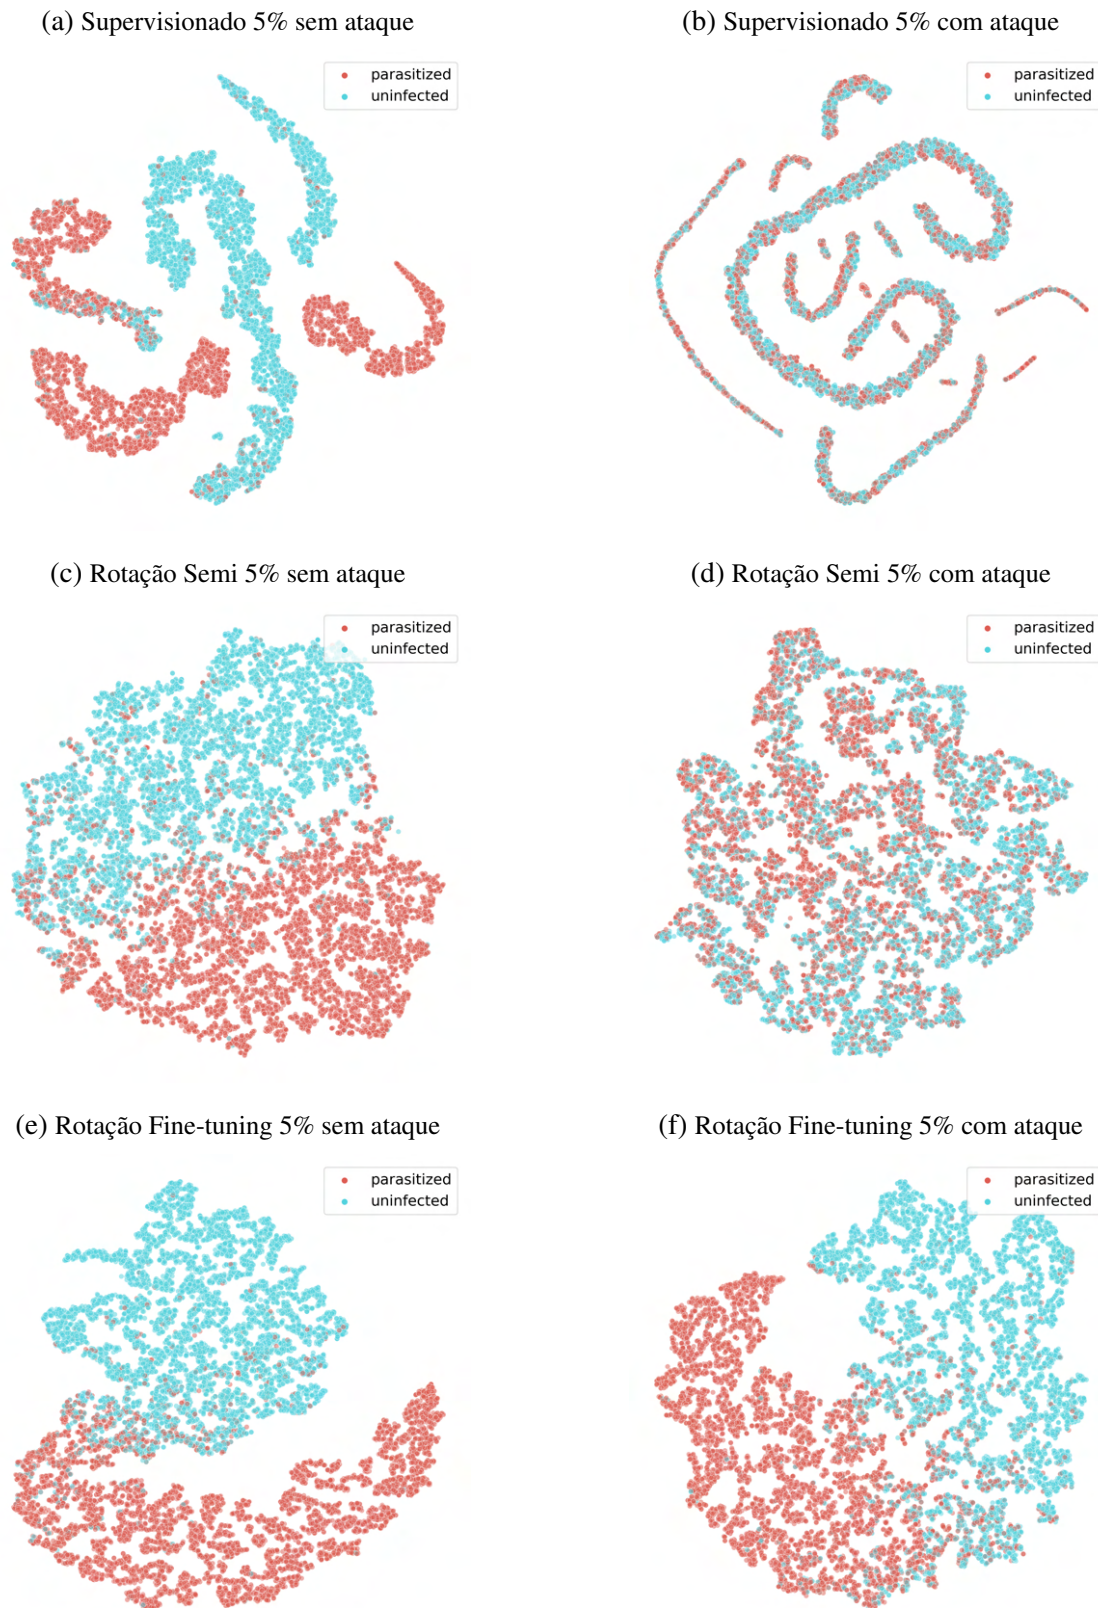 (a) Supervisionado 5% sem ataque
(b) Supervisionado 5% com ataque
parasitized
uninfected
parasitized
uninfected
(c) Rotação Semi 5% sem ataque
(d) Rotação Semi 5% com ataque
parasitized
uninfected
parasitized
uninfected
(e) Rotação Fine-tuning 5% sem ataque
(f) Rotação Fine-tuning 5% com ataque
parasitized
uninfected
parasitized
uninfected